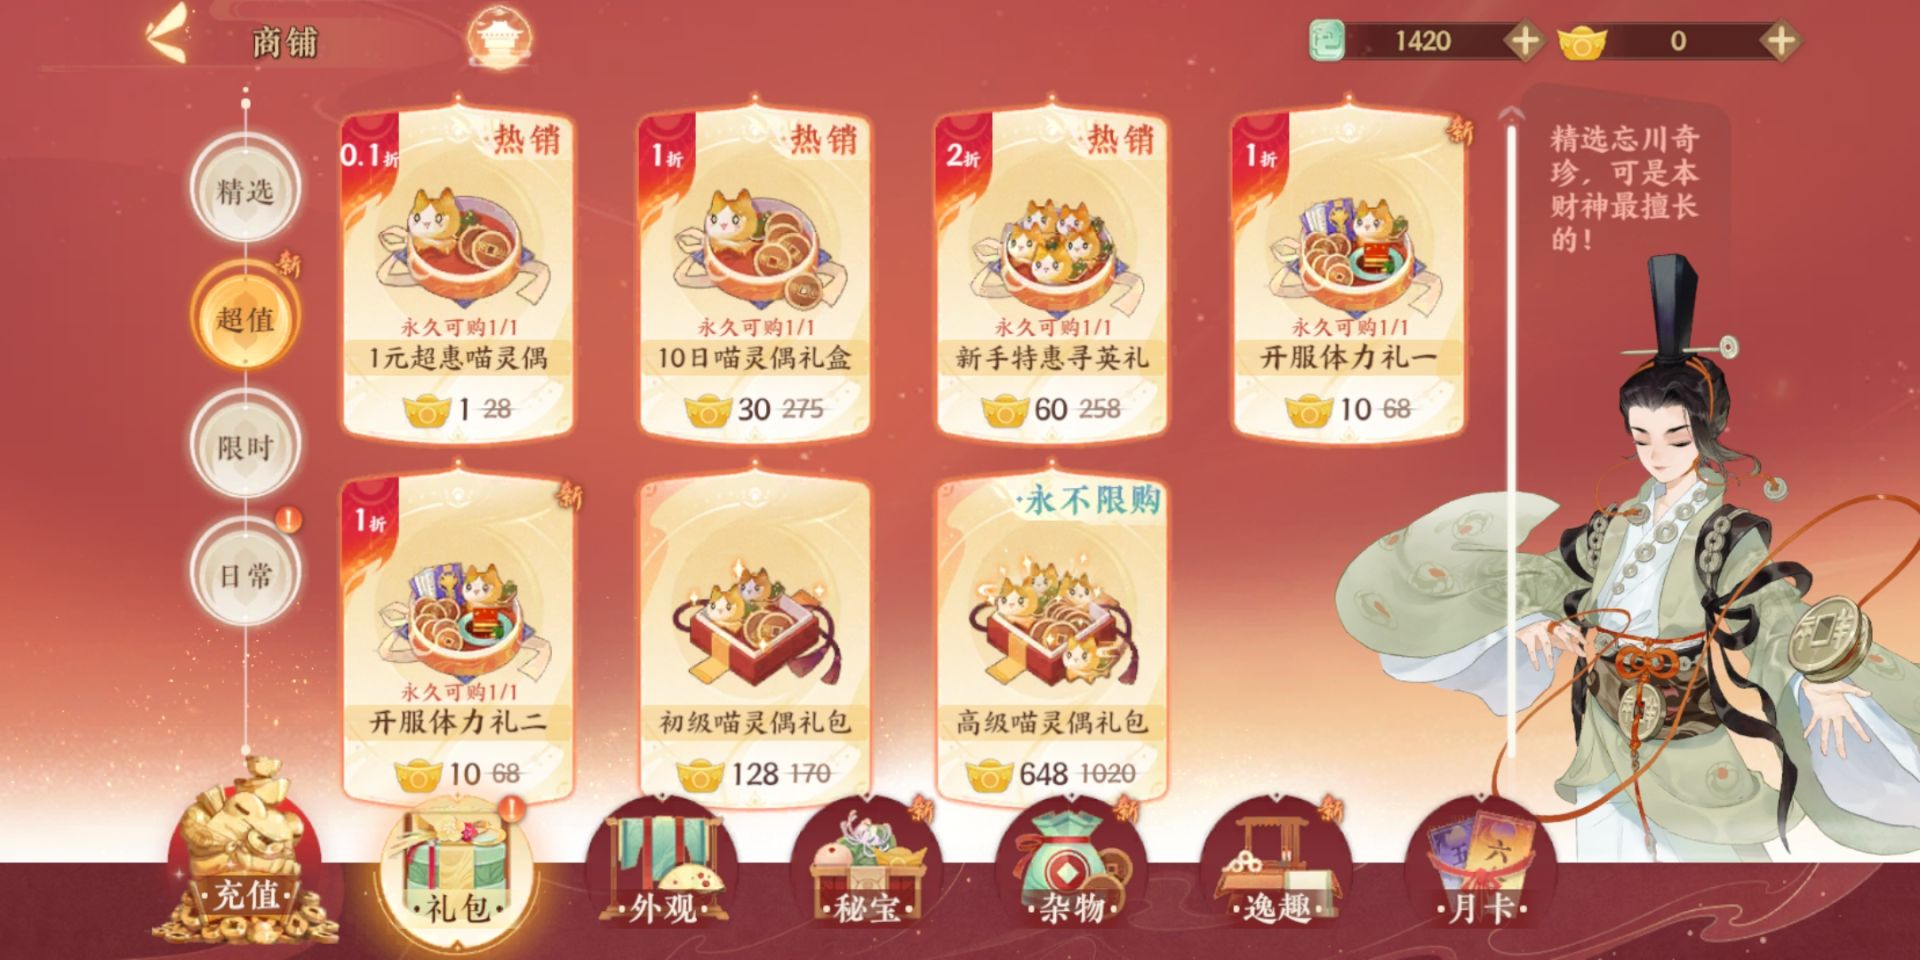 商铺
1420
0
精选
新
超值
限时
日常
0.1折
热销
永久可购1/1
1元超惠喵灵偶
1 28
1折
热销
永久可购1/1
10日喵灵偶礼盒
30 275
2折
热销
永久可购1/1
新手特惠寻英礼
60 258
1折
新
永久可购1/1
开服体力礼一
10 68
1折
新
永久可购1/1
开服体力礼二
10 68
初级喵灵偶礼包
128 170
·永不限购
高级喵灵偶礼包
648 1020
精选忘川奇
珍，可是本
财神最擅长
的！
·充值·
·礼包·
·外观·
新
·秘宝·
新
·杂物·
新
·逸趣·
五
六
·月卡·